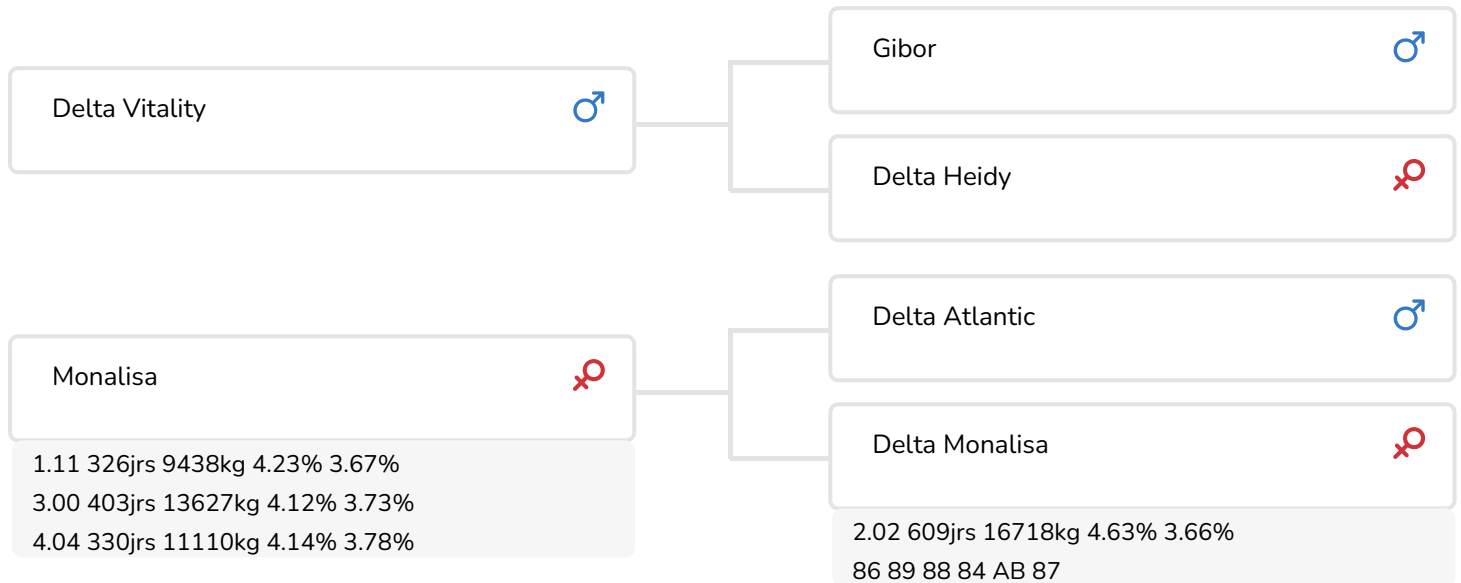 Delta Vitality
Gibor
Delta Heidy
Monalisa
1.11 326jrs 9438kg 4.23% 3.67%
3.00 403jrs 13627kg 4.12% 3.73%
4.04 330jrs 11110kg 4.14% 3.78%
Delta Atlantic
Delta Monalisa
2.02 609jrs 16718kg 4.63% 3.66%
86 89 88 84 AB 87